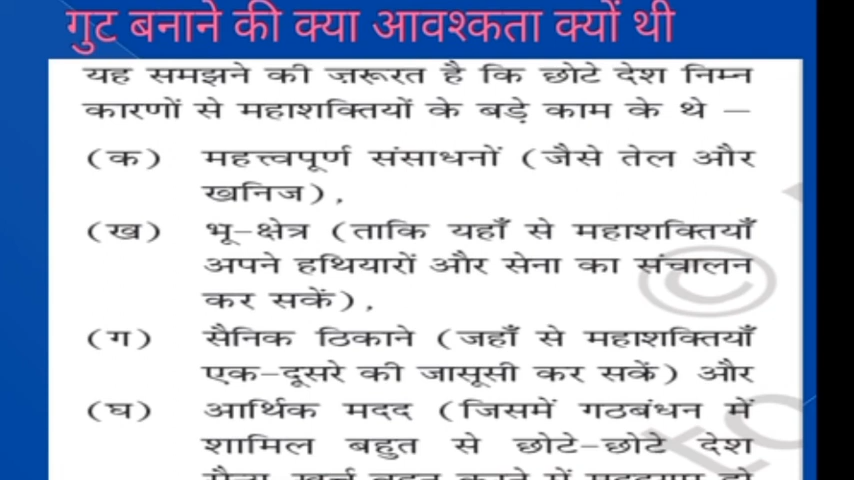 गुट बनाने की क्या आवश्कता क्यों थी
यह समझने की ज़रूरत है कि छोटे देश निम्न
कारणों से महाशक्तियों के बड़े काम के थे –
(क) महत्त्वपूर्ण संसाधनों (जैसे तेल और
खनिज),
(ख) भू-क्षेत्र (ताकि यहाँ से महाशक्तियाँ
अपने हथियारों और सेना का संचालन
कर सकें),
(ग) सैनिक ठिकाने (जहाँ से महाशक्तियाँ
एक-दूसरे की जासूसी कर सकें) और
(घ) आर्थिक मदद (जिसमें गठबंधन में
शामिल बहुत से छोटे-छोटे देश